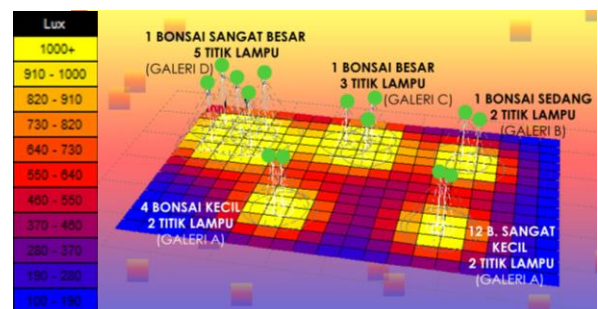 Lux
1000+
910 - 1000
820 - 910
730 - 820
640 - 730
550 - 640
460 - 550
370 - 460
280 - 370
190 - 280
100 - 190
1 BONSAI SANGAT BESAR
5 TITIK LAMPU
(GALERI D)
1 BONSAI BESAR
3 TITIK LAMPU
(GALERI C)
1 BONSAI SEDANG
2 TITIK LAMPU
(GALERI B)
4 BONSAI KECIL
2 TITIK LAMPU
(GALERI A)
12 B. SANGAT
KECIL
2 TITIK LAMPU
(GALERI A)